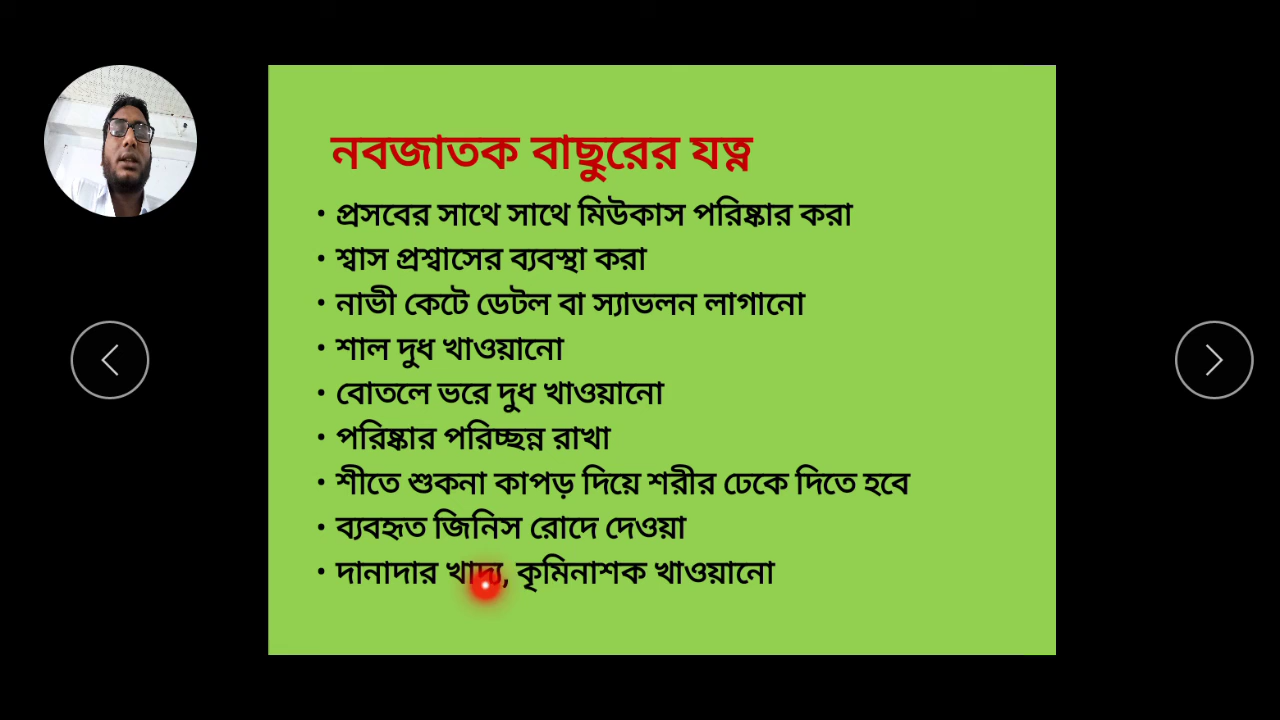 নবজাতক বাছুরের যত্ন
• প্রসবের সাথে সাথে মিউকাস পরিষ্কার করা
• শ্বাস প্রশ্বাসের ব্যবস্থা করা
• নাভী কেটে ডেটল বা স্যাভলন লাগানো
• শাল দুধ খাওয়ানো
• বোতলে ভরে দুধ খাওয়ানো
• পরিষ্কার পরিচ্ছন্ন রাখা
• শীতে শুকনা কাপড় দিয়ে শরীর ঢেকে দিতে হবে
• ব্যবহৃত জিনিস রোদে দেওয়া
• দানাদার খাদ্য, কৃমিনাশক খাওয়ানো